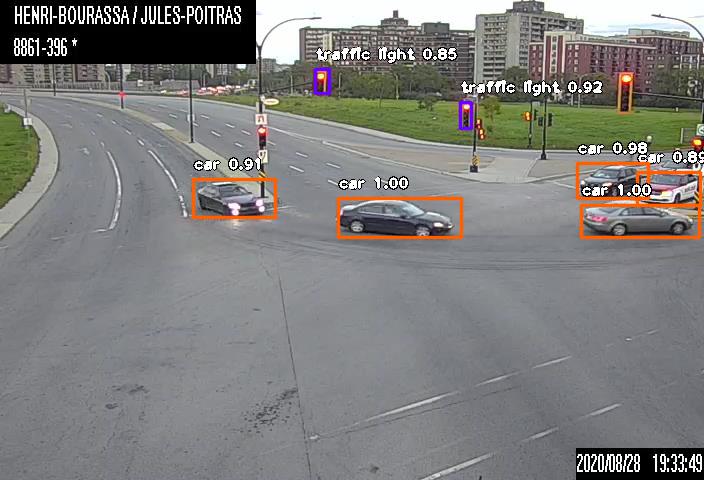 HENRI-BOURASSA / JULES-POITRAS
8861-396 *
traffic light 0.85
traffic light 0.92
car 0.98
car 0.89
car 0.91
car 1.00
car 1.00
2020/08/28 19:33:49